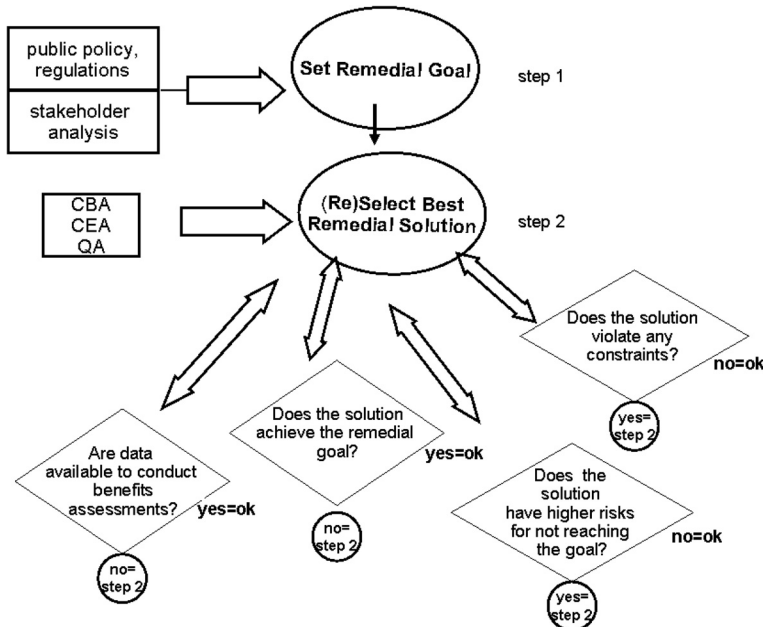 public policy,
regulations
stakeholder
analysis
Set Remedial Goal
step 1
CBA
CEA
QA
(Re)Select Best
Remedial Solution
step 2
Are data
available to conduct
benefits
assessments?
yes=ok
no=
step 2
Does the solution
achieve the remedial
goal?
yes=ok
no=
step 2
Does the
solution
have higher risks
for not reaching
the goal?
no=ok
yes=
step 2
Does the solution
violate any
constraints?
no=ok
yes=
step 2